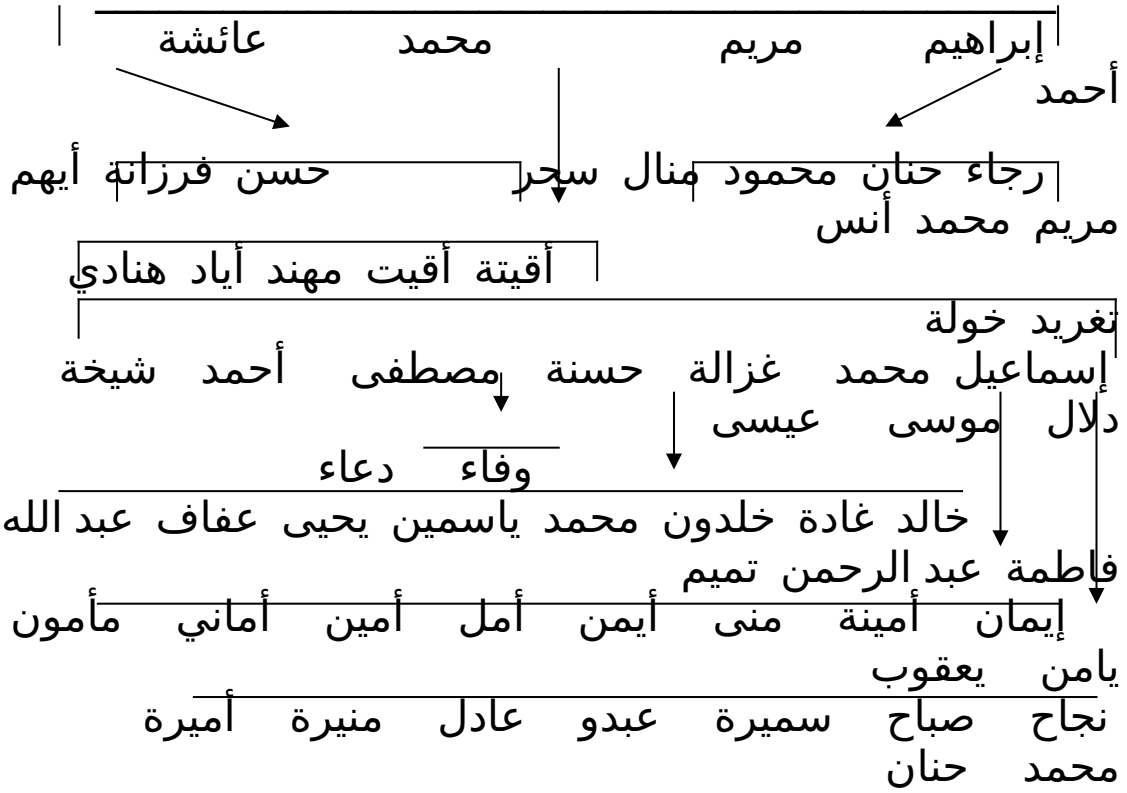 إبراهيم مريم محمد عائشة
أحمد
رجاء حنان محمود منال سحر حسن فرزانة أيهم
مريم محمد أنس
أقيتة أقيت مهند أياد هنادي
تغريد خولة
إسماعيل محمد غزالة حسنة مصطفى أحمد شيخة
دلال موسى عيسى
وفاء دعاء
خالد غادة خلدون محمد ياسمين يحيى عفاف عبد الله
فاطمة عبد الرحمن تميم
إيمان أمينة منى أيمن أمل أمين أماني مأمون
يامن يعقوب
نجاح صباح سميرة عبدو عادل منيرة أميرة
محمد حنان